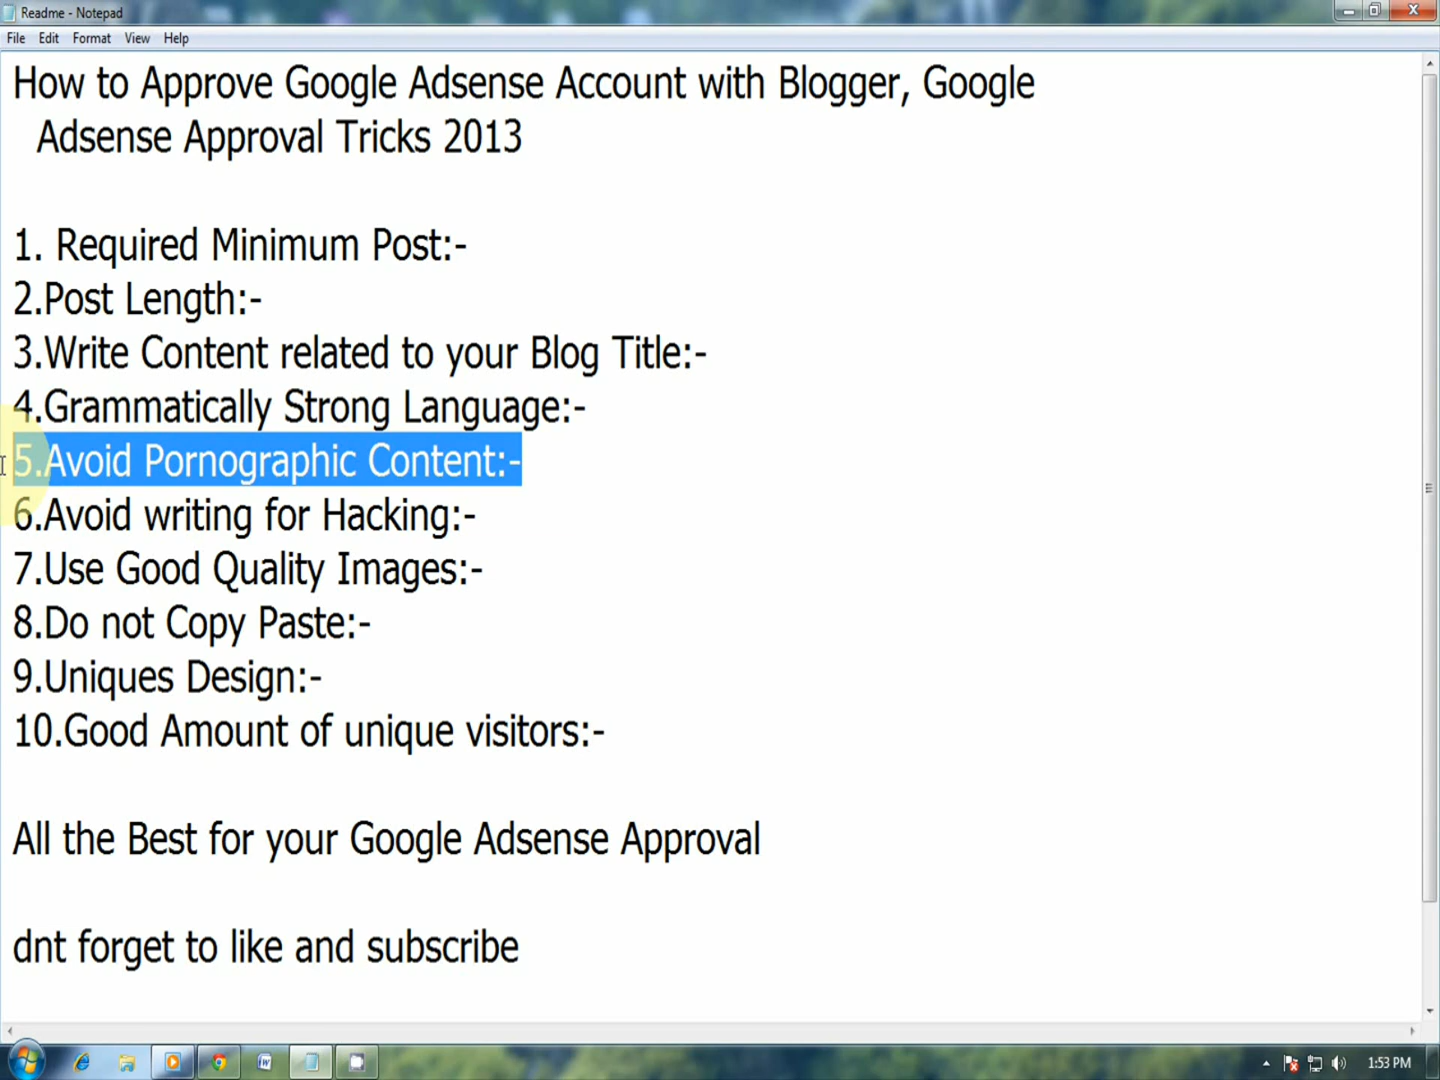 Readme - Notepad
File Edit Format View Help
How to Approve Google Adsense Account with Blogger, Google
Adsense Approval Tricks 2013
1. Required Minimum Post:-
2.Post Length:-
3.Write Content related to your Blog Title:-
4.Grammatically Strong Language:-
5.Avoid Pornographic Content:-
6.Avoid writing for Hacking:-
7.Use Good Quality Images:-
8.Do not Copy Paste:-
9.Uniques Design:-
10.Good Amount of unique visitors:-
All the Best for your Google Adsense Approval
dnt forget to like and subscribe
1:53 PM